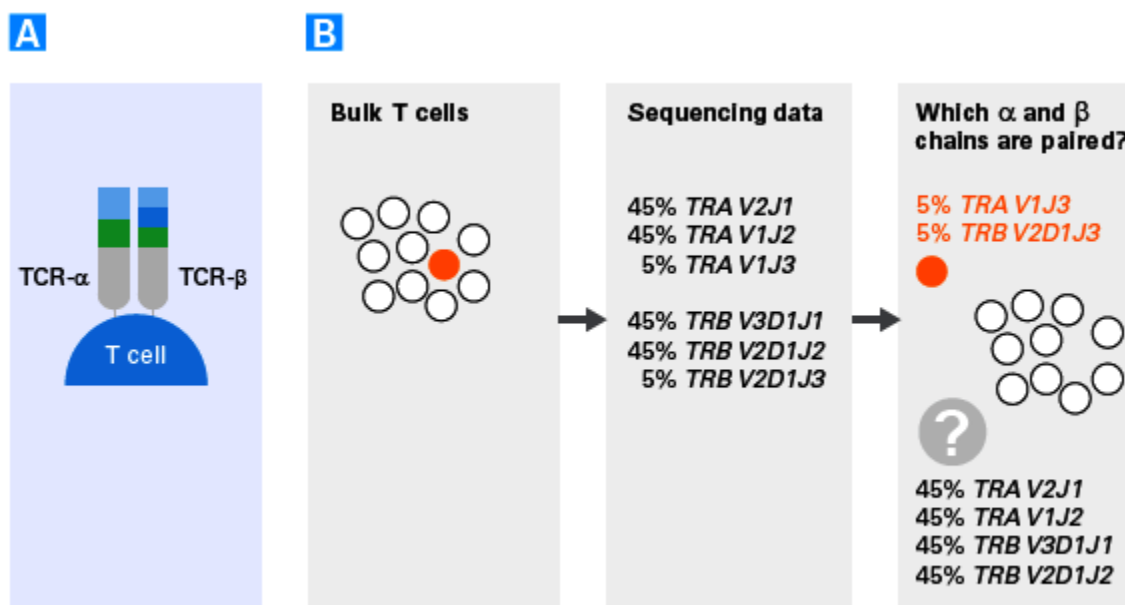 A
B
TCR-α
TCR-β
T cell
Bulk T cells
Sequencing data
45% TRA V2J1
45% TRA V1J2
5% TRA V1J3
45% TRB V3D1J1
45% TRB V2D1J2
5% TRB V2D1J3
Which α and β
chains are paired?
5% TRA V1J3
5% TRB V2D1J3
?
45% TRA V2J1
45% TRA V1J2
45% TRB V3D1J1
45% TRB V2D1J2